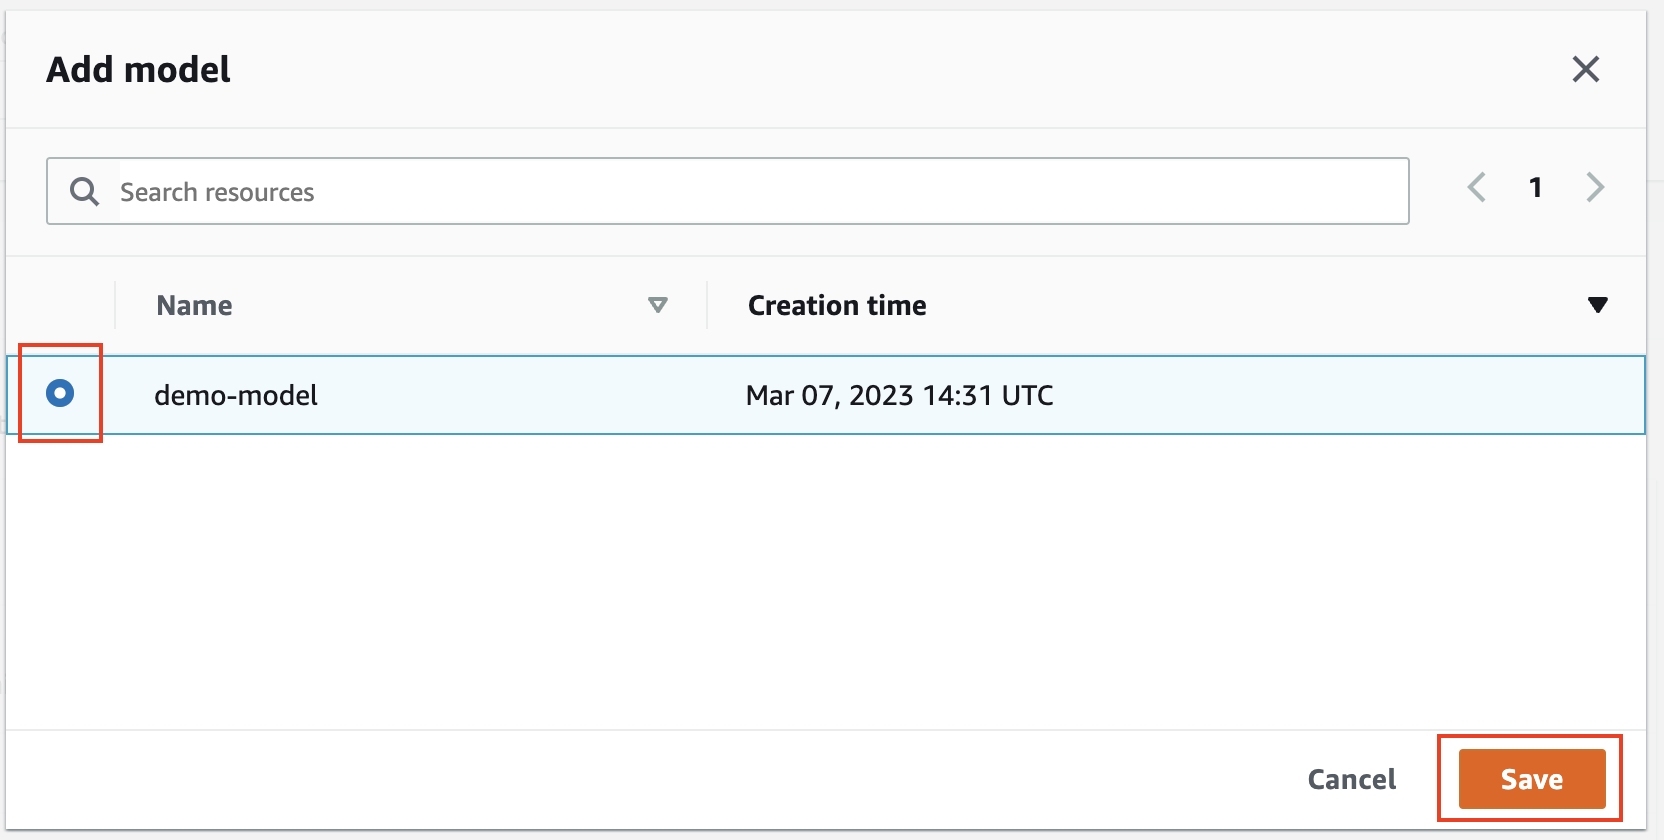 Add model
Search resources
1
Name Creation time
demo-model Mar 07, 2023 14:31 UTC
Cancel Save